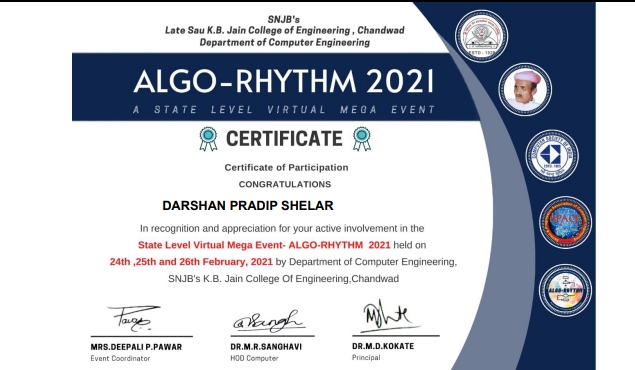 SNJB's
Late Sau K.B. Jain College of Engineering , Chandwad
Department of Computer Engineering
ALGO-RHYTHM 2021
A STATE LEVEL VIRTUAL MEGA EVENT
CERTIFICATE
Certificate of Participation
CONGRATULATIONS
DARSHAN PRADIP SHELAR
In recognition and appreciation for your active involvement in the
State Level Virtual Mega Event- ALGO-RHYTHM 2021 held on
24th ,25th and 26th February, 2021 by Department of Computer Engineering,
SNJB's K.B. Jain College Of Engineering,Chandwad
MRS.DEEPALI P.PAWAR
Event Coordinator
DR.M.R.SANGHAVI
HOD Computer
DR.M.D.KOKATE
Principal
ESTD - 1928
ALGO-RHYTHM